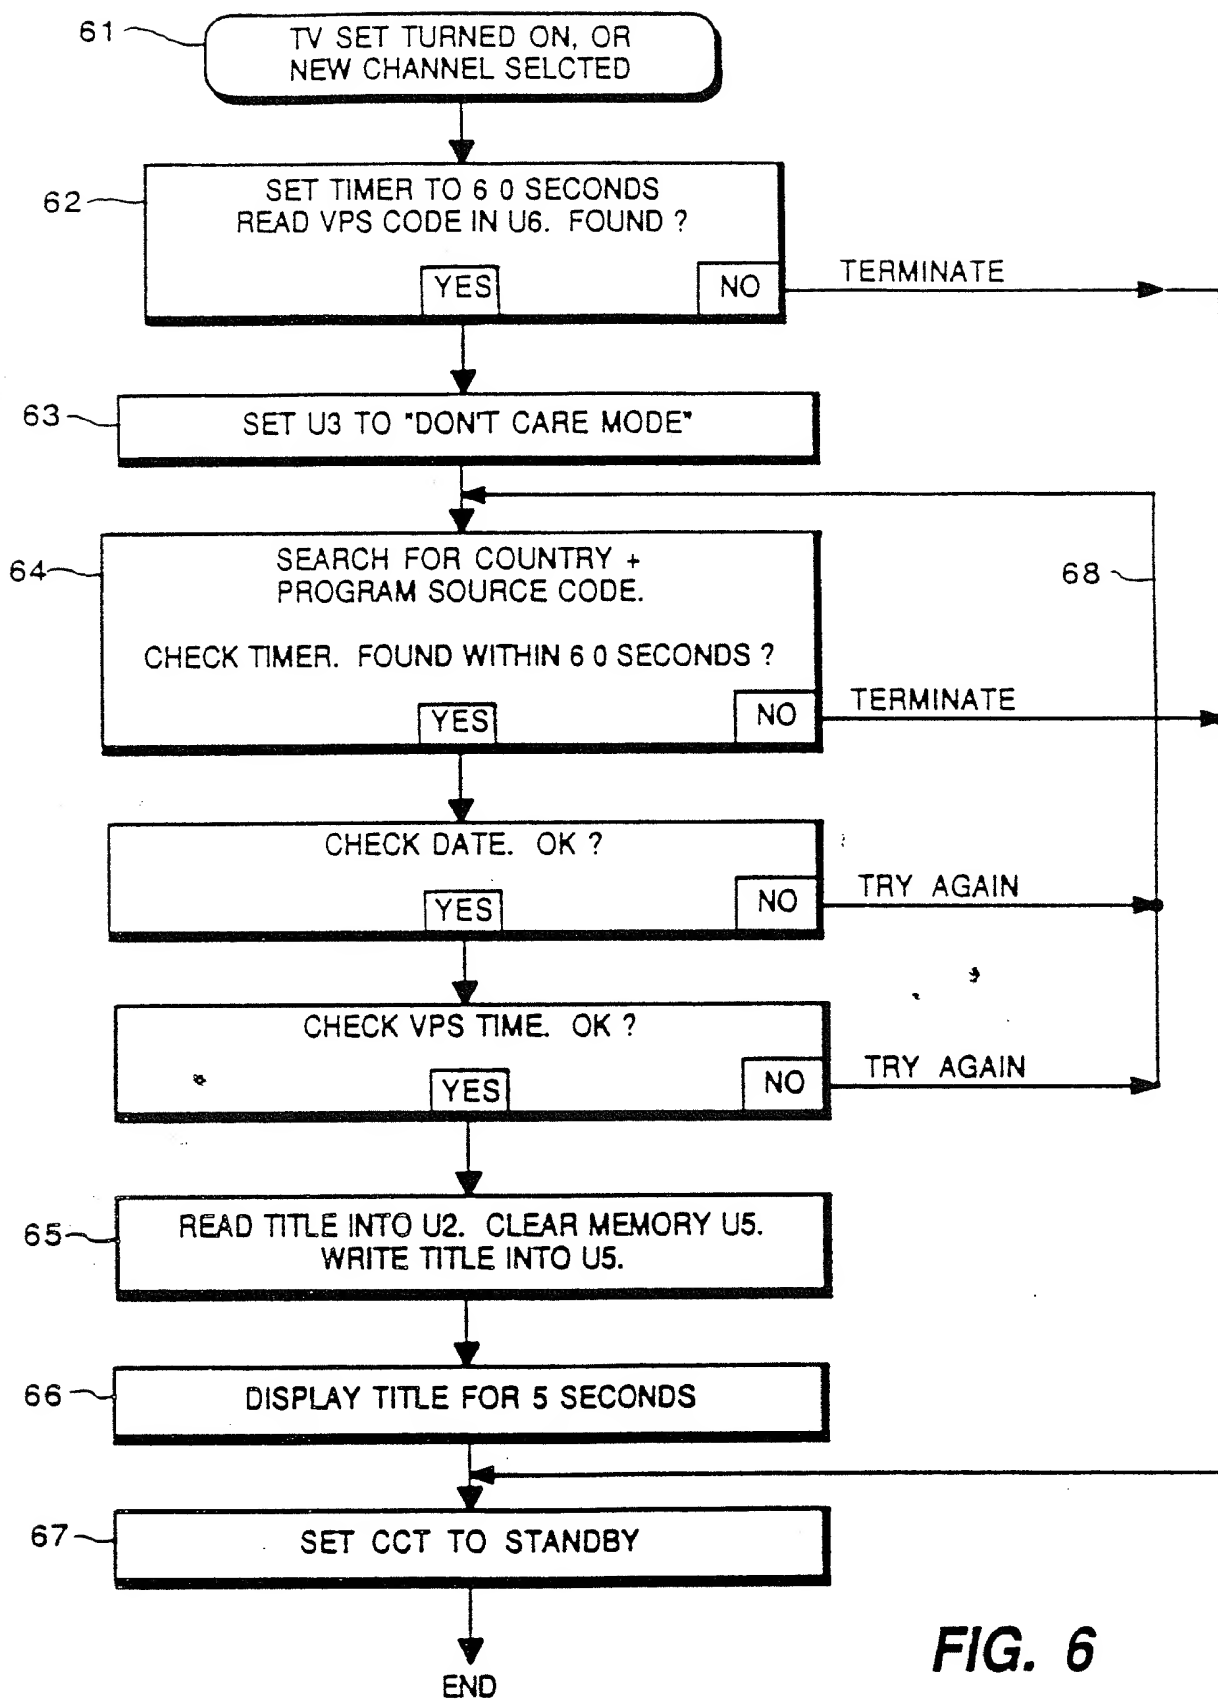 61
TV SET TURNED ON, OR
NEW CHANNEL SELCTED
62
SET TIMER TO 6 0 SECONDS
READ VPS CODE IN U6. FOUND ?
YES
NO
TERMINATE
63
SET U3 TO "DON'T CARE MODE"
64
SEARCH FOR COUNTRY +
PROGRAM SOURCE CODE.
68
CHECK TIMER. FOUND WITHIN 6 0 SECONDS ?
YES
NO
TERMINATE
CHECK DATE. OK ?
YES
NO
TRY AGAIN
CHECK VPS TIME. OK ?
YES
NO
TRY AGAIN
65
READ TITLE INTO U2. CLEAR MEMORY U5.
WRITE TITLE INTO U5.
66
DISPLAY TITLE FOR 5 SECONDS
67
SET CCT TO STANDBY
END
FIG. 6